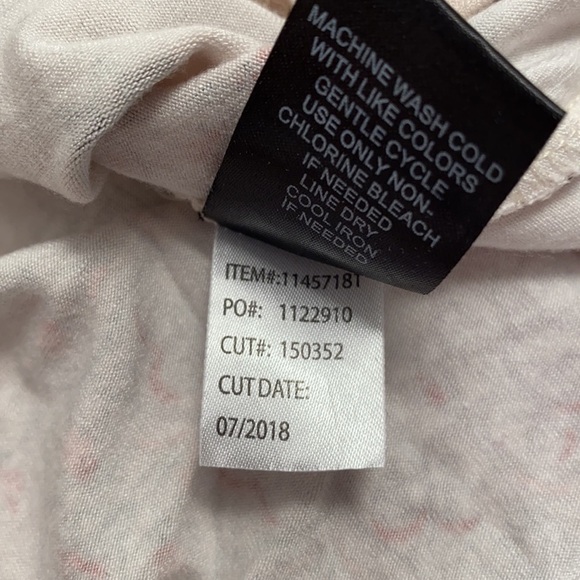 MACHINE WASH COLD
WITH LIKE COLORS
GENTLE CYCLE
USE ONLY NON-
CHLORINE BLEACH
IF NEEDED
LINE DRY
COOL IRON
IF NEEDED
ITEM#:11457181
PO#: 1122910
CUT#: 150352
CUT DATE:
07/2018